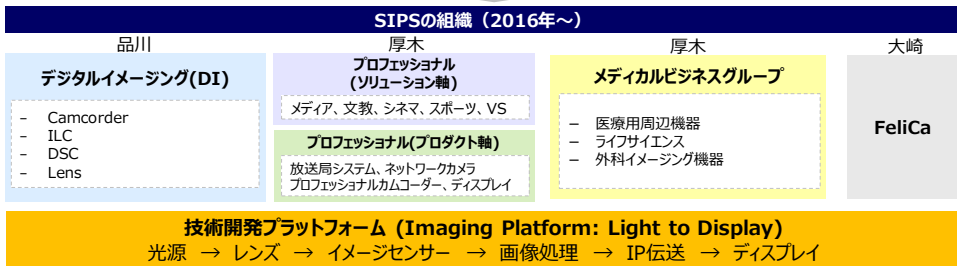 SIPSの組織（2016年～）
品川
デジタルイメージング(DI)
– Camcorder
– ILC
– DSC
– Lens
厚木
プロフェッショナル
(ソリューション軸)
メディア、文教、シネマ、スポーツ、VS
プロフェッショナル(プロダクト軸)
放送局システム、ネットワークカメラ
プロフェッショナルカムコーダー、ディスプレイ
厚木
メディカルビジネスグループ
– 医療用周辺機器
– ライフサイエンス
– 外科イメージング機器
大崎
FeliCa
技術開発プラットフォーム (Imaging Platform: Light to Display)
光源 → レンズ → イメージセンサー → 画像処理 → IP伝送 → ディスプレイ